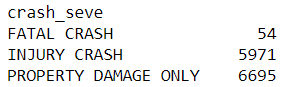 crash_seve
FATAL CRASH 54
INJURY CRASH 5971
PROPERTY DAMAGE ONLY 6695